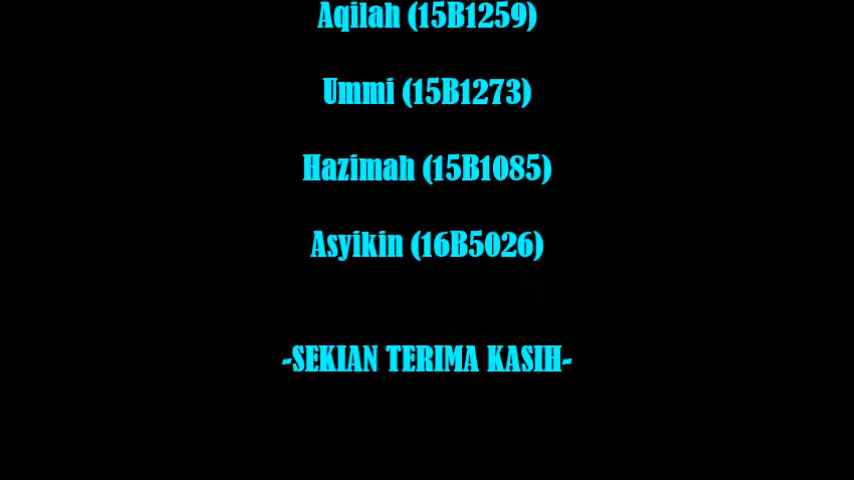 Aqilah (15B1259)
Ummi (15B1273)
Hazimah (15B1085)
Asyikin (16B5026)
-SEKIAN TERIMA KASIH-